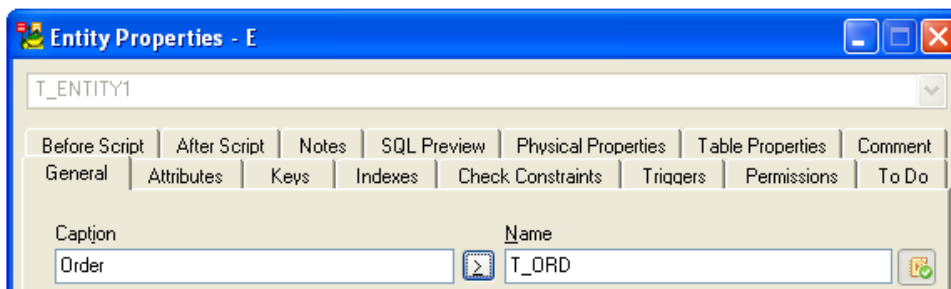 Entity Properties - E
T_ENTITY1
Before Script After Script Notes SQL Preview Physical Properties Table Properties Comment
General Attributes Keys Indexes Check Constraints Triggers Permissions To Do
Caption Name
Order > T_ORD